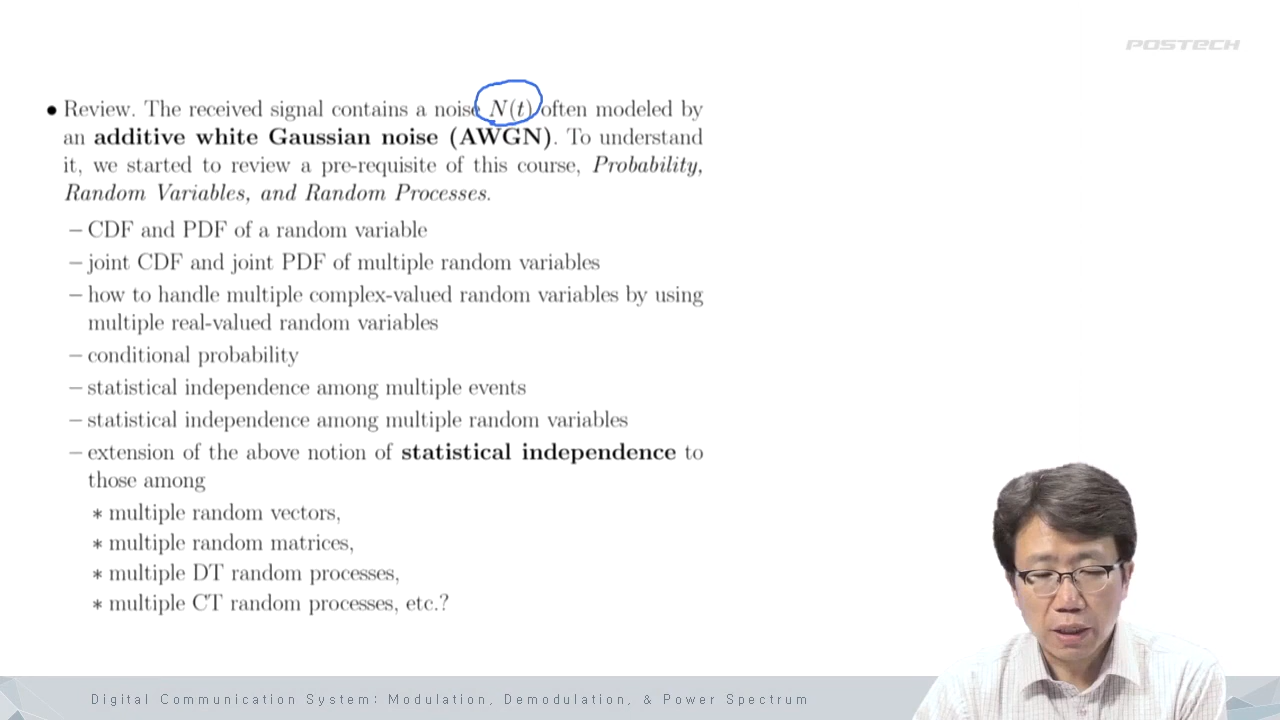 POSTECH
• Review. The received signal contains a noise N(t) often modeled by
an additive white Gaussian noise (AWGN). To understand
it, we started to review a pre-requisite of this course, Probability,
Random Variables, and Random Processes.
– CDF and PDF of a random variable
– joint CDF and joint PDF of multiple random variables
– how to handle multiple complex-valued random variables by using
multiple real-valued random variables
– conditional probability
– statistical independence among multiple events
– statistical independence among multiple random variables
– extension of the above notion of statistical independence to
those among
∗ multiple random vectors,
∗ multiple random matrices,
∗ multiple DT random processes,
∗ multiple CT random processes, etc.?
Digital Communication System: Modulation, Demodulation, & Power Spectrum